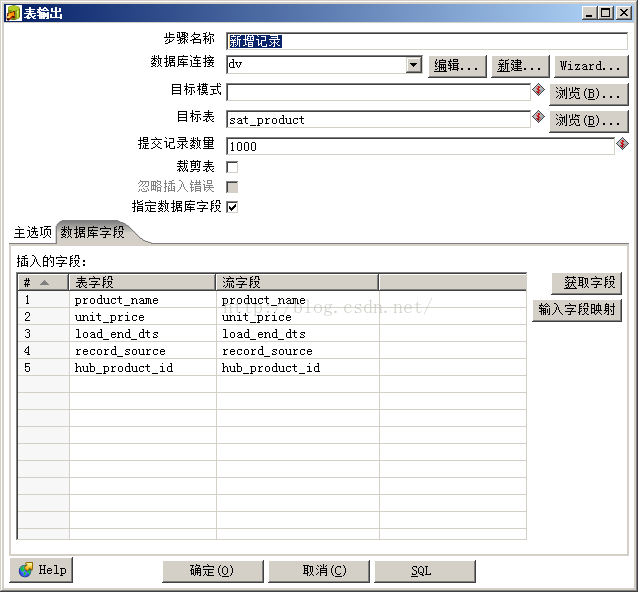 表输出
步骤名称 新增记录
数据库连接 dv 编辑... 新建... Wizard...
目标模式 浏览(B)...
目标表 sat_product 浏览(B)...
提交记录数量 1000
裁剪表
忽略插入错误
指定数据库字段
主选项 数据库字段
插入的字段:
# 表字段 流字段 获取字段
1 product_name product_name
http://blog.csdn.net/
2 unit_price unit_price 输入字段映射
3 load_end_dts load_end_dts
4 record_source record_source
5 hub_product_id hub_product_id
Help 确定(O) 取消(C) SQL